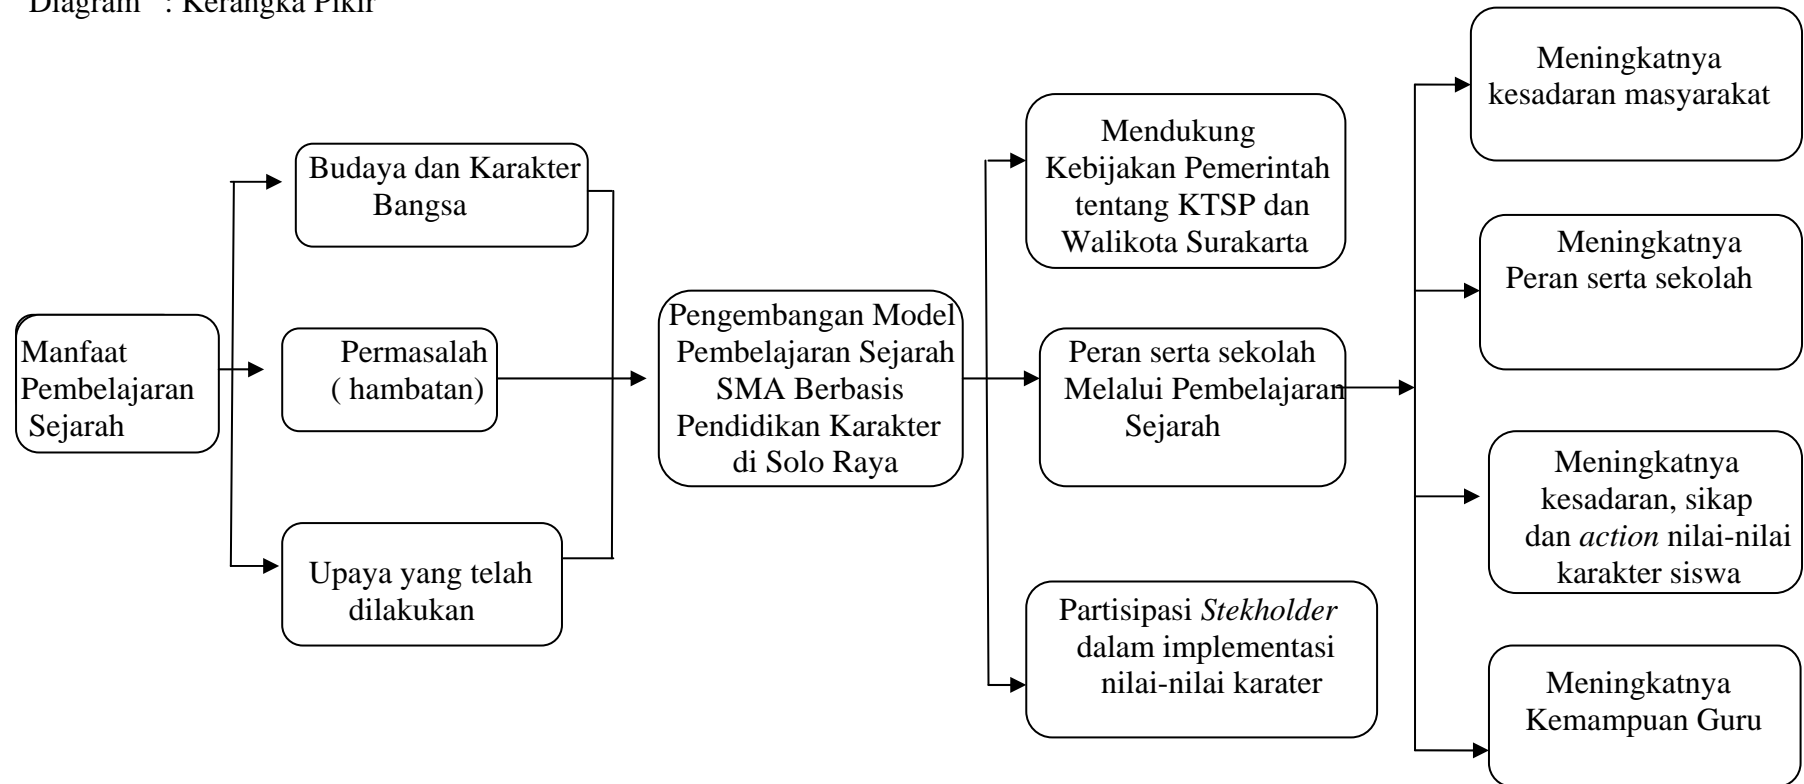 Diagram : Kerangka Pikir
Manfaat
Pembelajaran
Sejarah
Budaya dan Karakter
Bangsa
Permasalah
( hambatan)
Upaya yang telah
dilakukan
Pengembangan Model
Pembelajaran Sejarah
SMA Berbasis
Pendidikan Karakter
di Solo Raya
Mendukung
Kebijakan Pemerintah
tentang KTSP dan
Walikota Surakarta
Peran serta sekolah
Melalui Pembelajaran
Sejarah
Partisipasi Stekholder
dalam implementasi
nilai-nilai karater
Meningkatnya
kesadaran masyarakat
Meningkatnya
Peran serta sekolah
Meningkatnya
kesadaran, sikap
dan action nilai-nilai
karakter siswa
Meningkatnya
Kemampuan Guru